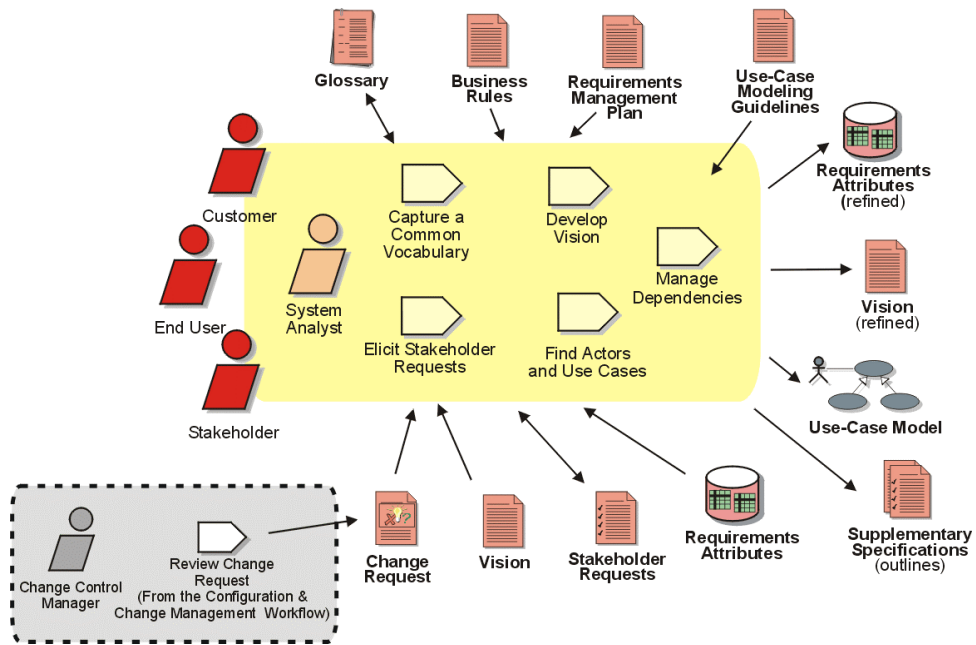 Glossary
Business
Rules
Requirements
Management
Plan
Use-Case
Modeling
Guidelines
Requirements
Attributes
(refined)
Customer
Capture a
Common
Vocabulary
Develop
Vision
Manage
Dependencies
End User
System
Analyst
Vision
(refined)
Elicit Stakeholder
Requests
Find Actors
and Use Cases
Stakeholder
Use-Case Model
Change Control
Manager
Review Change
Request
(From the Configuration &
Change Management Workflow)
Change
Request
Vision
Stakeholder
Requests
Requirements
Attributes
Supplementary
Specifications
(outlines)